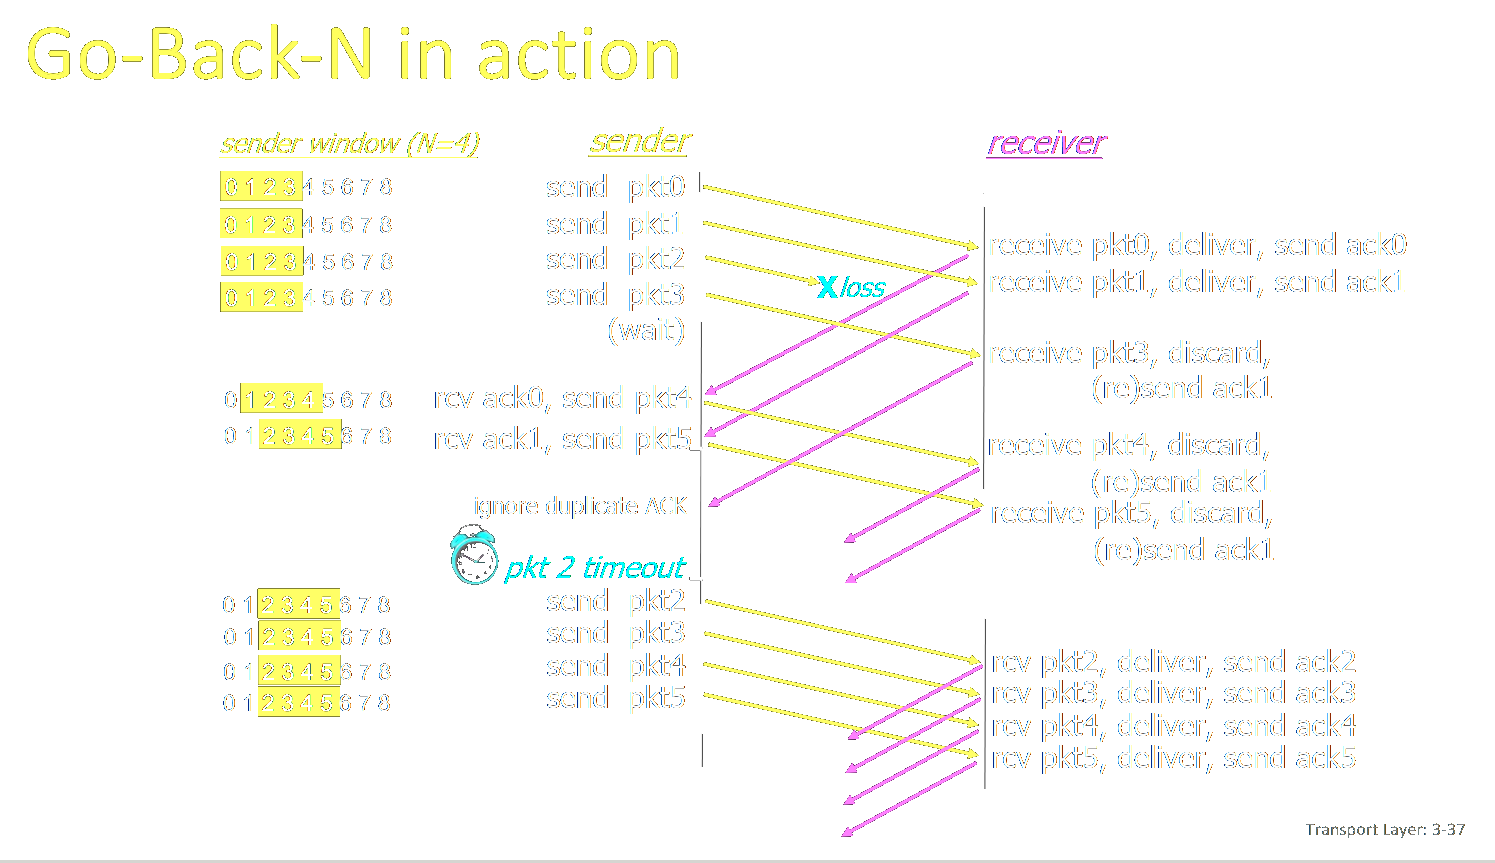 Go-Back-N in action
sender window (N=4) sender receiver
0 1 2 3 4 5 6 7 8 send pkt0
0 1 2 3 4 5 6 7 8 send pkt1
receive pkt0, deliver, send ack0
0 1 2 3 4 5 6 7 8 send pkt2
receive pkt1, deliver, send ack1
X loss
0 1 2 3 4 5 6 7 8 send pkt3
(wait)
receive pkt3, discard,
(re)send ack1
0 1 2 3 4 5 6 7 8 rcv ack0, send pkt4
0 1 2 3 4 5 6 7 8 rcv ack1, send pkt5
receive pkt4, discard,
(re)send ack1
ignore duplicate ACK
receive pkt5, discard,
(re)send ack1
pkt 2 timeout
0 1 2 3 4 5 6 7 8 send pkt2
0 1 2 3 4 5 6 7 8 send pkt3
0 1 2 3 4 5 6 7 8 send pkt4
0 1 2 3 4 5 6 7 8 send pkt5
rcv pkt2, deliver, send ack2
rcv pkt3, deliver, send ack3
rcv pkt4, deliver, send ack4
rcv pkt5, deliver, send ack5
Transport Layer: 3-37